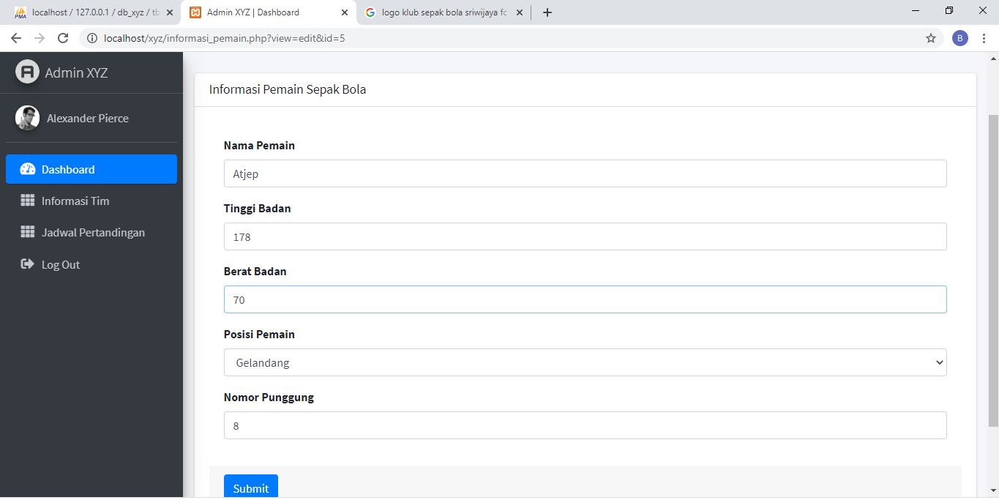 localhost / 127.0.0.1 / db_xyz / tb
Admin XYZ | Dashboard
logo klub sepak bola sriwijaya fc
localhost/xyz/informasi_pemain.php?view=edit&id=5
B
Admin XYZ
Alexander Pierce
Dashboard
Informasi Tim
Jadwal Pertandingan
Log Out
Informasi Pemain Sepak Bola
Nama Pemain
Atjep
Tinggi Badan
178
Berat Badan
70
Posisi Pemain
Gelandang
Nomor Punggung
8
Submit